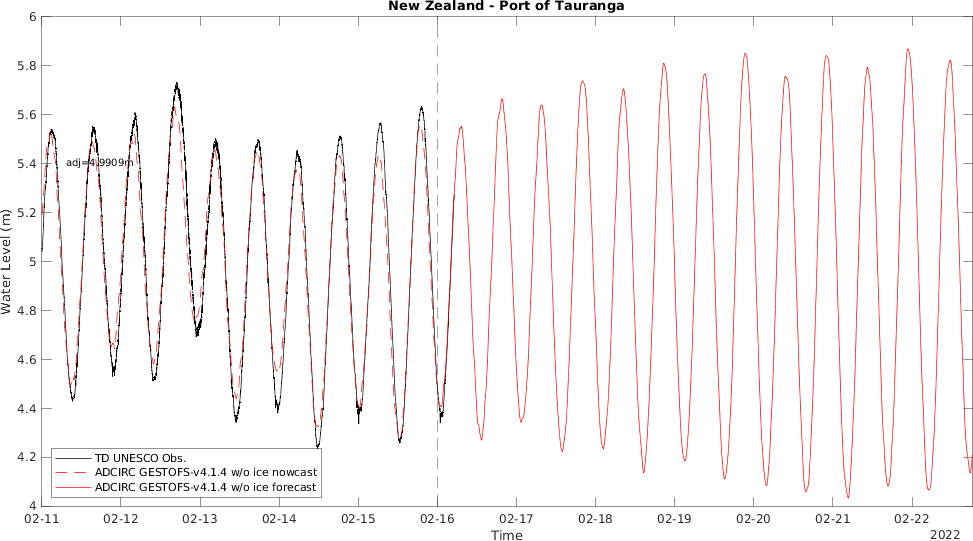 New Zealand - Port of Tauranga
6
5.8
5.6
5.4
5.2
5
4.8
4.6
4.4
4.2
4
Water Level (m)
adj=4.9909m
TD UNESCO Obs.
ADCIRC GESTOFS-v4.1.4 w/o ice nowcast
ADCIRC GESTOFS-v4.1.4 w/o ice forecast
02-11 02-12 02-13 02-14 02-15 02-16 02-17 02-18 02-19 02-20 02-21 02-22
Time
2022